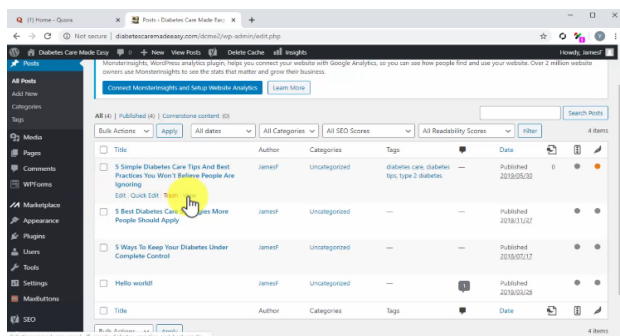 (1) Home - Quora
Posts ‹ Diabetes Care Made Easy
Not secure | diabetescaremadeeasy.com/dcme2/wp-admin/edit.php
Diabetes Care Made Easy 0 + New View Posts Delete Cache Insights Howdy, JamesF
Posts
All Posts
Add New
Categories
Tags
Media
Pages
Comments
WPForms
Marketplace
Appearance
Plugins
Users
Tools
Settings
MaxButtons
SEO
MonsterInsights, WordPress analytics plugin, helps you connect your website with Google Analytics, so you can see how people find and use your website. Over 2 million website
owners use MonsterInsights to see the stats that matter and grow their business.
Connect MonsterInsights and Setup Website Analytics Learn More
All (4) | Published (4) | Cornerstone content (0)
Search Posts
Bulk Actions Apply All dates All Categories All SEO Scores All Readability Scores Filter 4 items
Title Author Categories Tags Date
5 Simple Diabetes Care Tips And Best JamesF Uncategorized diabetes care, diabetes — Published 0
Practices You Won't Believe People Are tips, type 2 diabetes 2019/05/30
Ignoring
Edit | Quick Edit | Trash |
5 Best Diabetes Care More JamesF Uncategorized — — Published
People Should Apply 2018/11/27
5 Ways To Keep Your Diabetes Under JamesF Uncategorized — — Published
Complete Control 2018/07/17
Hello world! JamesF Uncategorized — 1 Published
2018/03/26
Title Author Categories Tags Date
Bulk Actions Apply 4 items